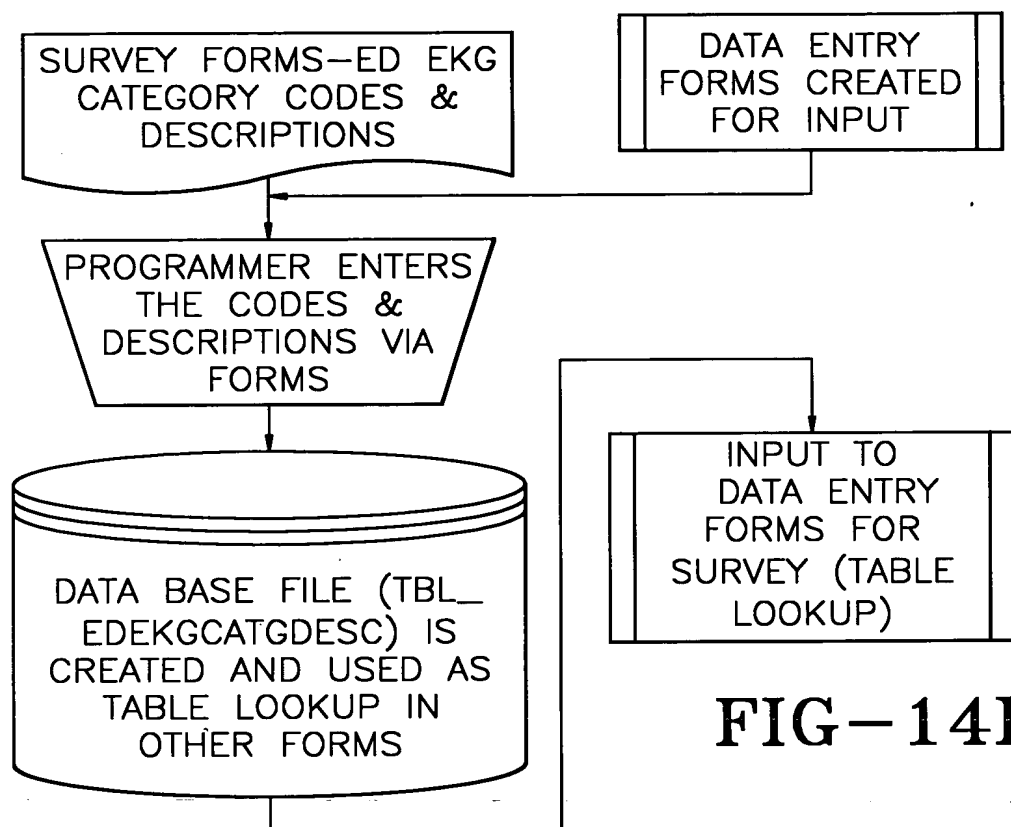 SURVEY FORMS-ED EKG
CATEGORY CODES &
DESCRIPTIONS
DATA ENTRY
FORMS CREATED
FOR INPUT
PROGRAMMER ENTERS
THE CODES &
DESCRIPTIONS VIA
FORMS
DATA BASE FILE (TBL_
EDEKGCATGDESC) IS
CREATED AND USED AS
TABLE LOOKUP IN
OTHER FORMS
INPUT TO
DATA ENTRY
FORMS FOR
SURVEY (TABLE
LOOKUP)